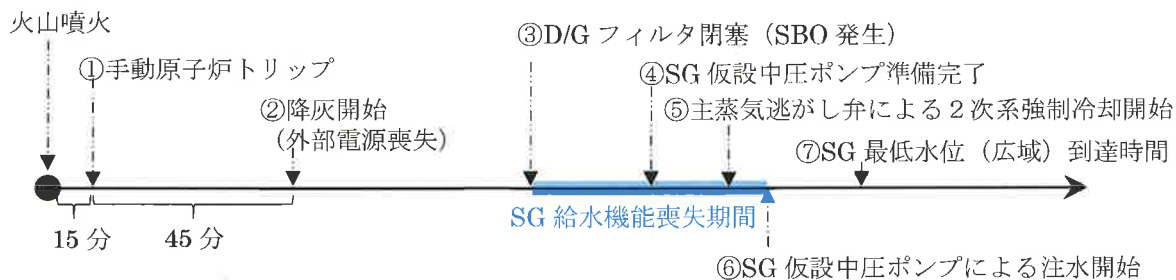 火山噴火
①手動原子炉トリップ
②降灰開始
(外部電源喪失)
③D/G フィルタ閉塞(SBO 発生)
④SG 仮設中圧ポンプ準備完了
⑤主蒸気逃がし弁による2次系強制冷却開始
⑦SG 最低水位(広域)到達時間
15 分
45 分
SG 給水機能喪失期間
⑥SG 仮設中圧ポンプによる注水開始